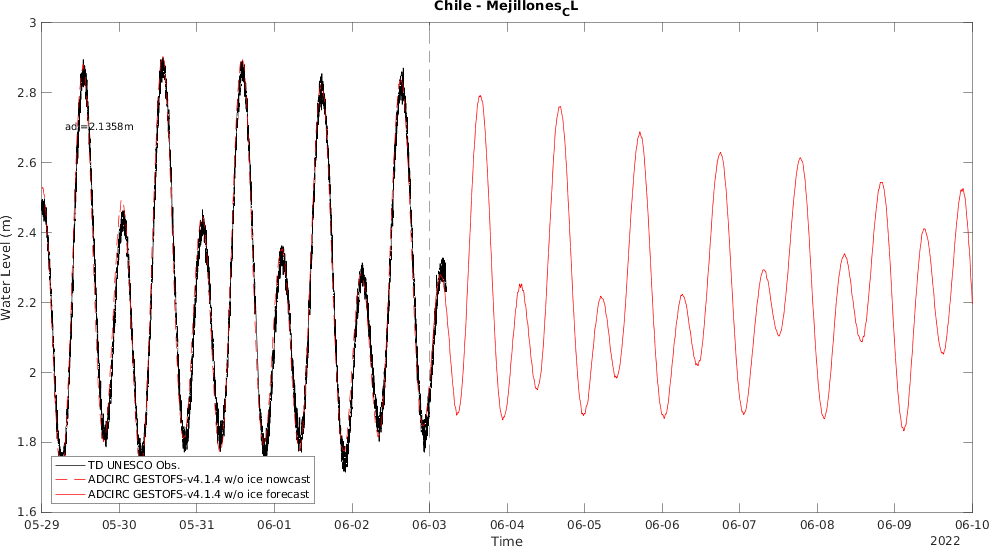 Chile - Mejillones_CL
3
2.8
2.6
2.4
2.2
2
1.8
1.6
Water Level (m)
adj=2.1358m
TD UNESCO Obs.
ADCIRC GESTOFS-v4.1.4 w/o ice nowcast
ADCIRC GESTOFS-v4.1.4 w/o ice forecast
05-29 05-30 05-31 06-01 06-02 06-03 06-04 06-05 06-06 06-07 06-08 06-09 06-10
Time
2022